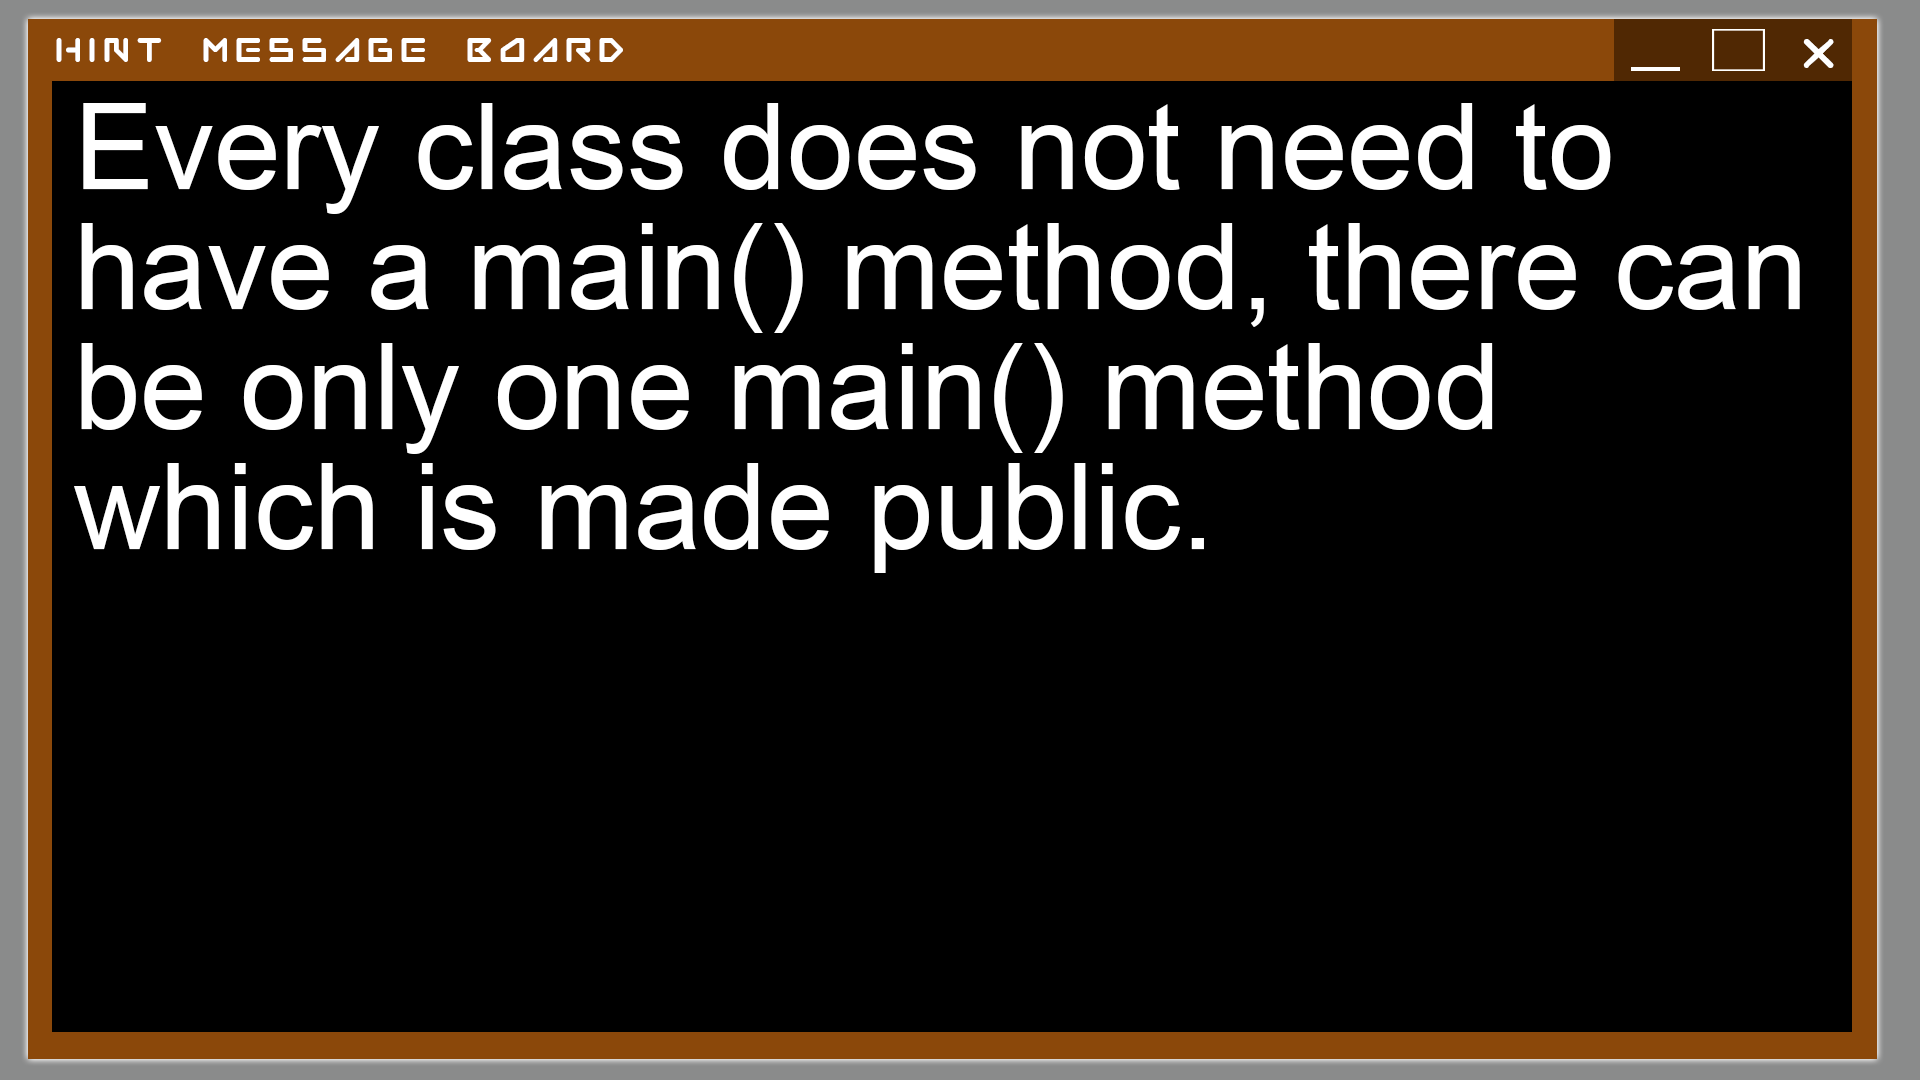 HINT MESSAGE BOARD
Every class does not need to
have a main() method, there can
be only one main() method
which is made public.